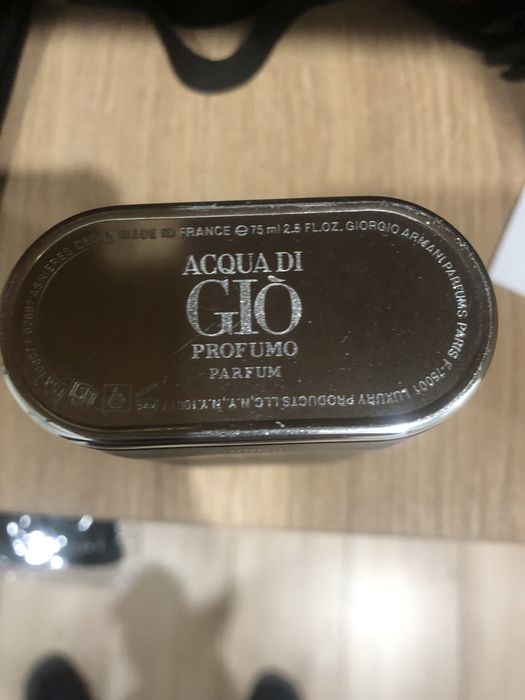 MADE IN FRANCE ℮ 75 ml 2.5 FL.OZ. GIORGIO ARMANI PARFUMS PARIS F-75001 LUXURY PRODUCTS LLC, N.Y., N.Y.
ACQUA DI
GIÒ
PROFUMO
PARFUM